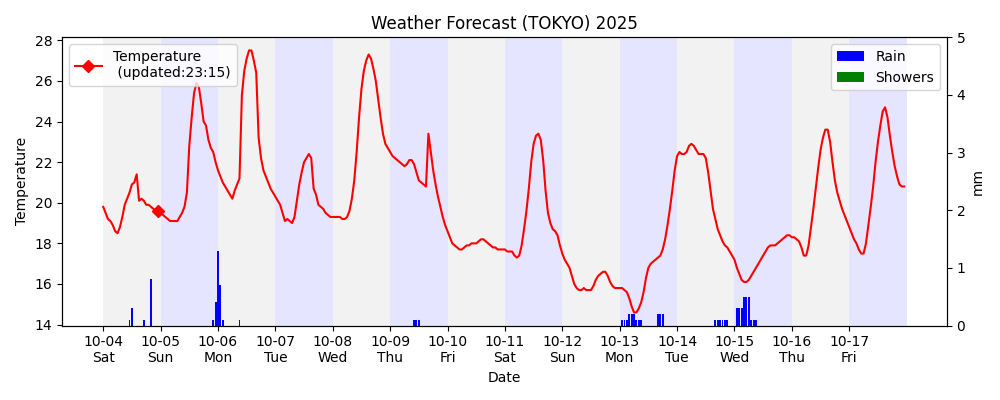 Weather Forecast (TOKYO) 2025
Temperature
(updated:23:15)
Rain
Showers
Temperature
28
26
24
22
20
18
16
14
5
4
3
2
1
0
mm
10-04 10-05 10-06 10-07 10-08 10-09 10-10 10-11 10-12 10-13 10-14 10-15 10-16 10-17
Sat Sun Mon Tue Wed Thu Fri Sat Sun Mon Tue Wed Thu Fri
Date